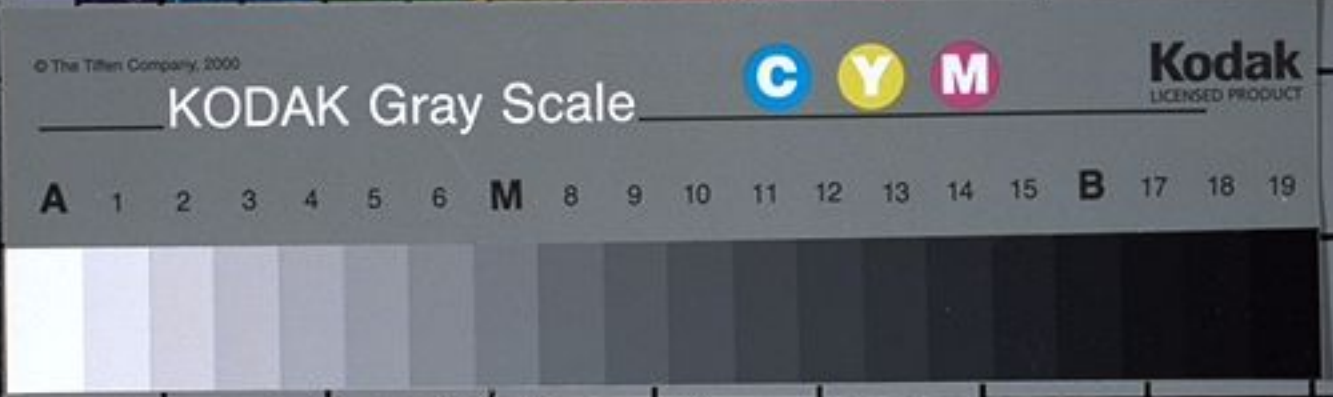 © The Tiffen Company, 2000
KODAK Gray Scale
C Y M
Kodak
LICENSED PRODUCT
A 1 2 3 4 5 6 M 8 9 10 11 12 13 14 15 B 17 18 19